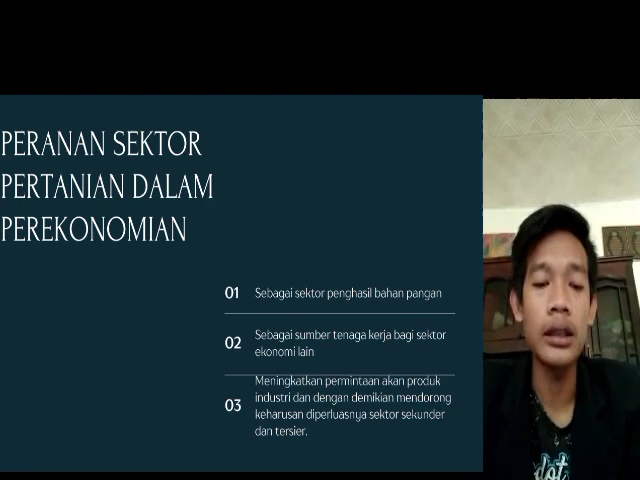 PERANAN SEKTOR
PERTANIAN DALAM
PEREKONOMIAN
01 Sebagai sektor penghasil bahan pangan
02 Sebagai sumber tenaga kerja bagi sektor
ekonomi lain
03 Meningkatkan permintaan akan produk
industri dan dengan demikian mendorong
keharusan diperluasnya sektor sekunder
dan tersier.